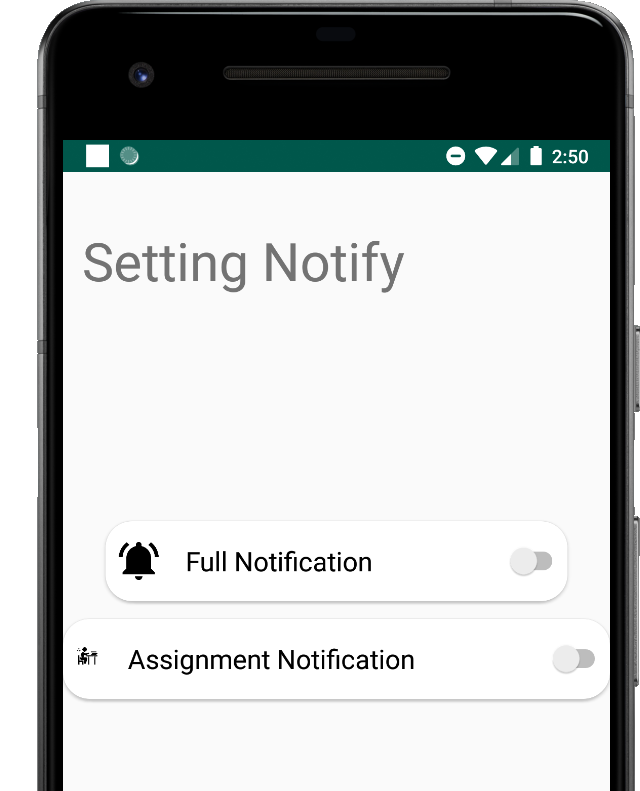 2:50
Setting Notify
Full Notification
Assignment Notification